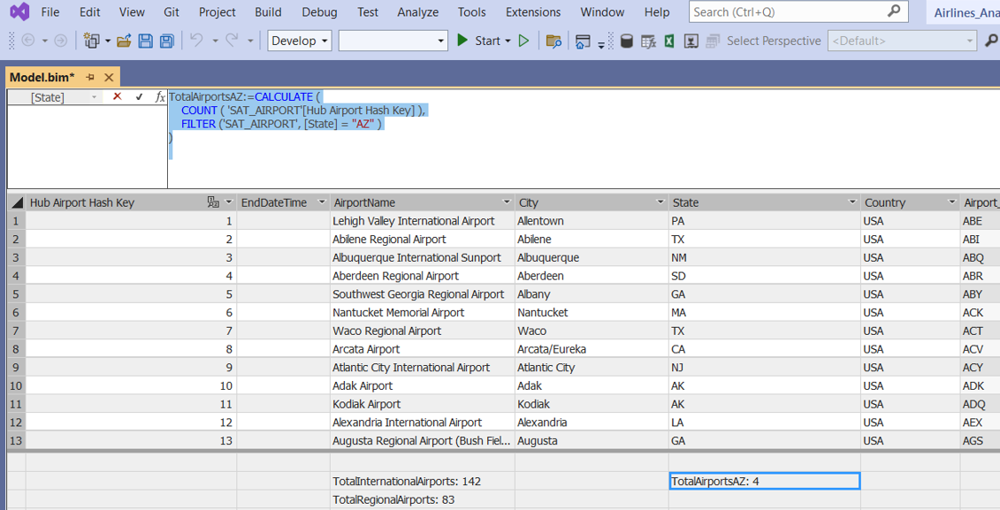 File Edit View Git Project Build Debug Test Analyze Tools Extensions Window Help Search (Ctrl+Q) Airlines_Ana
Develop Start Select Perspective <Default>
Model.bim*
[State] fx TotalAirportsAZ:=CALCULATE (
COUNT ( 'SAT_AIRPORT'[Hub Airport Hash Key] ),
FILTER ('SAT_AIRPORT', [State] = "AZ" )
)
Hub Airport Hash Key EndDateTime AirportName City State Country Airport_
1 1 Lehigh Valley International Airport Allentown PA USA ABE
2 2 Abilene Regional Airport Abilene TX USA ABI
3 3 Albuquerque International Sunport Albuquerque NM USA ABQ
4 4 Aberdeen Regional Airport Aberdeen SD USA ABR
5 5 Southwest Georgia Regional Airport Albany GA USA ABY
6 6 Nantucket Memorial Airport Nantucket MA USA ACK
7 7 Waco Regional Airport Waco TX USA ACT
8 8 Arcata Airport Arcata/Eureka CA USA ACV
9 9 Atlantic City International Airport Atlantic City NJ USA ACY
10 10 Adak Airport Adak AK USA ADK
11 11 Kodiak Airport Kodiak AK USA ADQ
12 12 Alexandria International Airport Alexandria LA USA AEX
13 13 Augusta Regional Airport (Bush Fiel... Augusta GA USA AGS
TotalInternationalAirports: 142 TotalAirportsAZ: 4
TotalRegionalAirports: 83